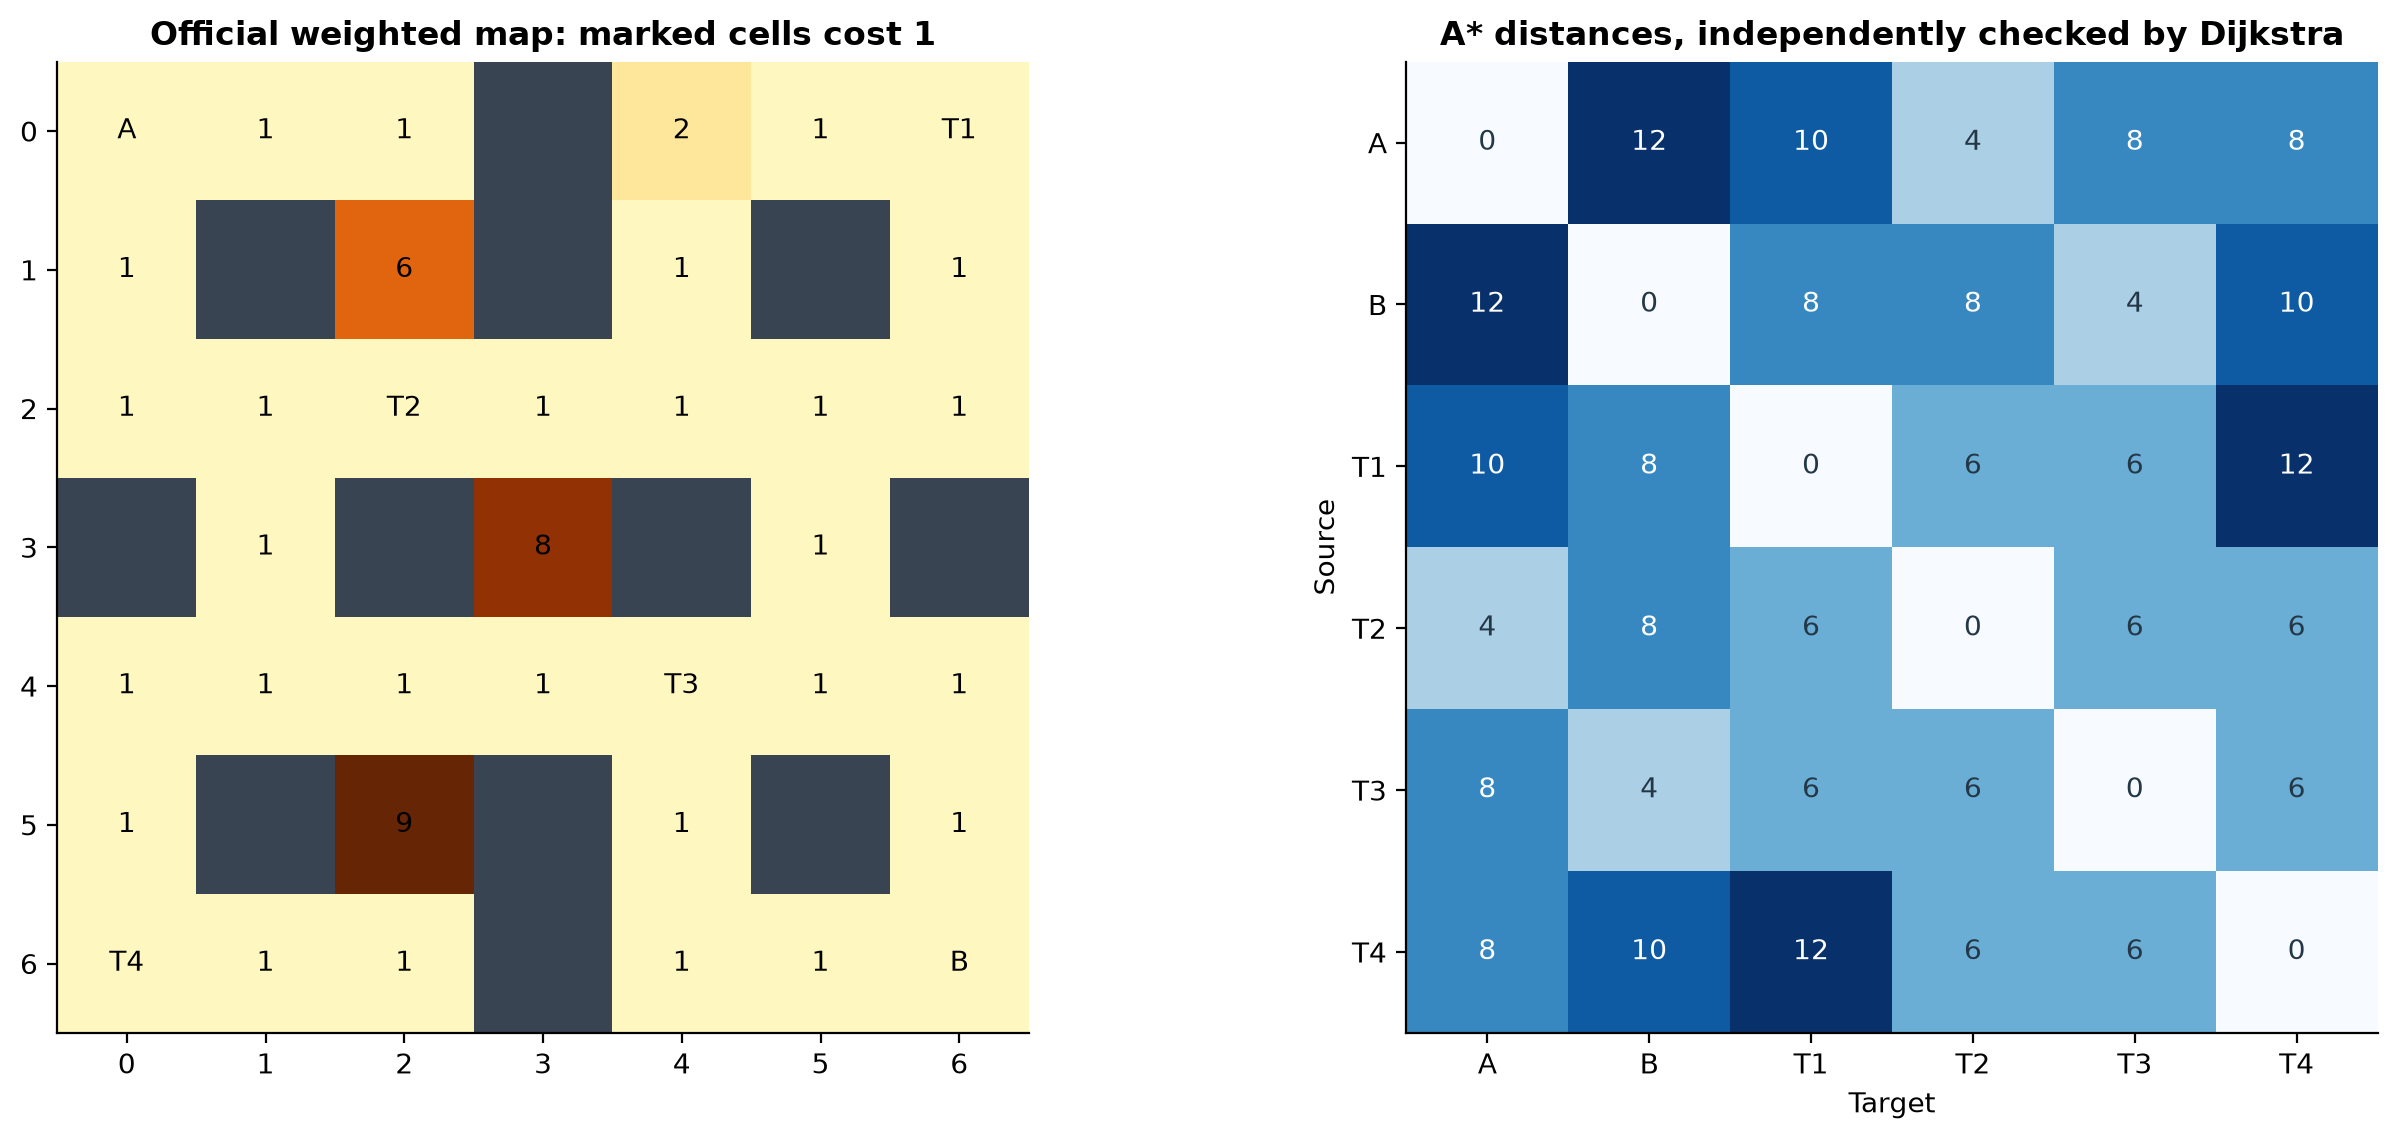 Official weighted map: marked cells cost 1
0 A 1 1 2 1 T1
1 1 6 1 1
2 1 1 T2 1 1 1 1
3 1 8 1
4 1 1 1 1 T3 1 1
5 1 9 1 1
6 T4 1 1 1 1 B
0 1 2 3 4 5 6
A* distances, independently checked by Dijkstra
Source
A 0 12 10 4 8 8
B 12 0 8 8 4 10
T1 10 8 0 6 6 12
T2 4 8 6 0 6 6
T3 8 4 6 6 0 6
T4 8 10 12 6 6 0
A B T1 T2 T3 T4
Target